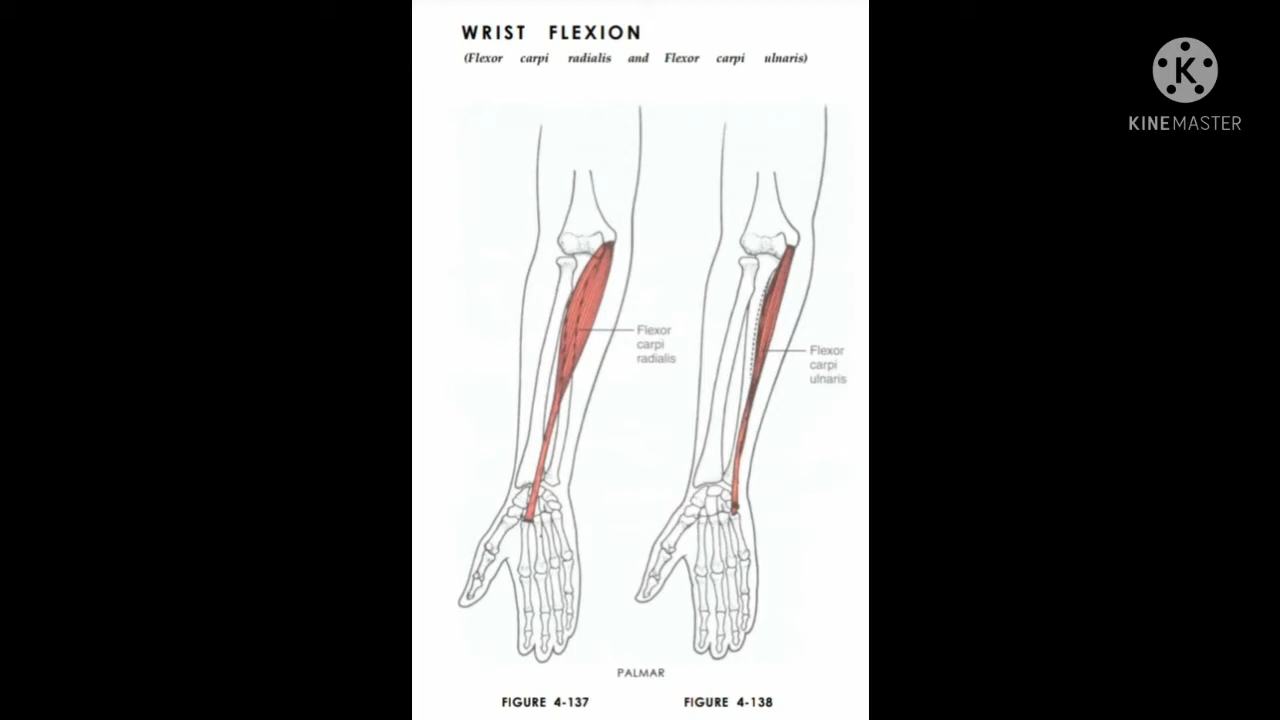 WRIST FLEXION
(Flexor carpi radialis and Flexor carpi ulnaris)
K
KINEMASTER
Flexor
carpi
radialis
Flexor
carpi
ulnaris
PALMAR
FIGURE 4-137
FIGURE 4-138